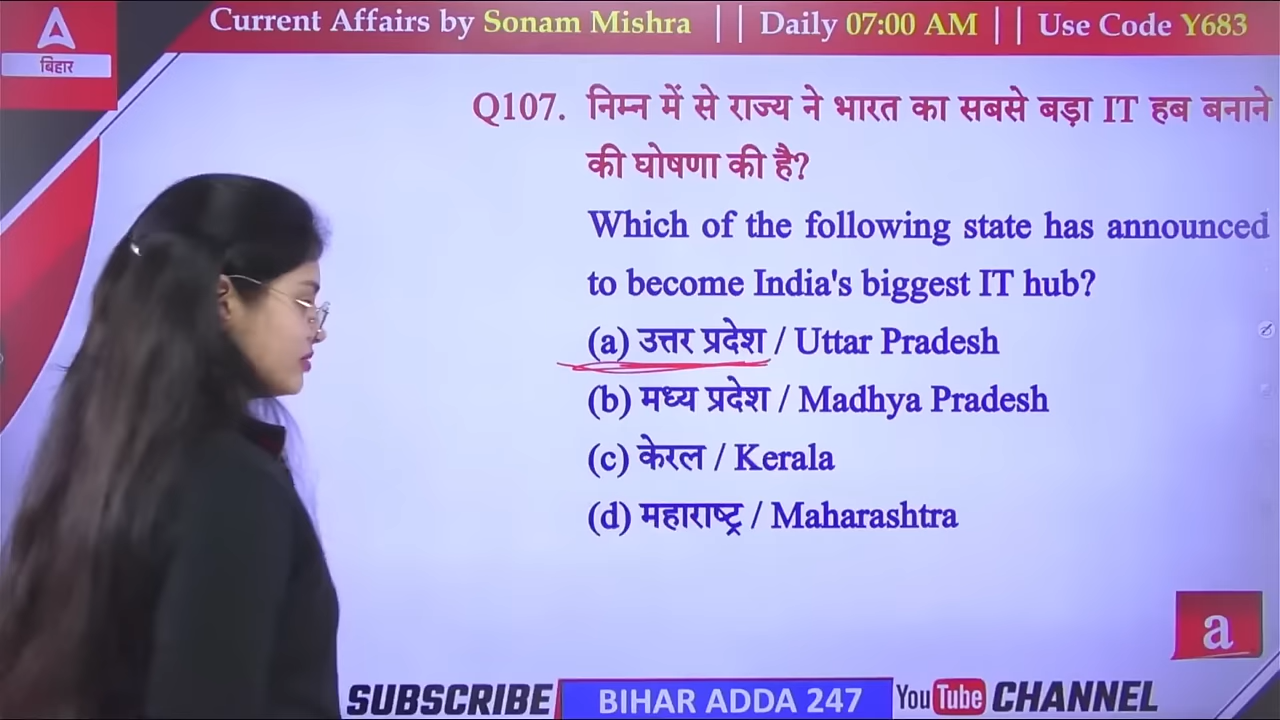 Current Affairs by Sonam Mishra || Daily 07:00 AM || Use Code Y683
बिहार
Q107. निम्न में से राज्य ने भारत का सबसे बड़ा IT हब बनाने
की घोषणा की है?
Which of the following state has announced
to become India's biggest IT hub?
(a) उत्तर प्रदेश / Uttar Pradesh
(b) मध्य प्रदेश / Madhya Pradesh
(c) केरल / Kerala
(d) महाराष्ट्र / Maharashtra
a
SUBSCRIBE BIHAR ADDA 247 YouTube CHANNEL